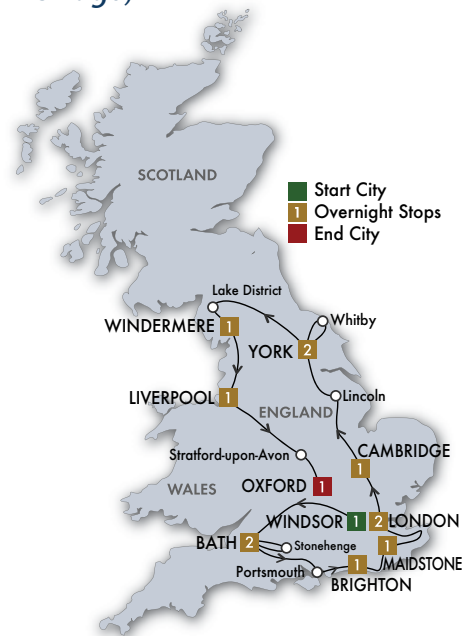 SCOTLAND
Start City
1 Overnight Stops
End City
Lake District
WINDERMERE 1
Whitby
YORK 2
LIVERPOOL 1
Lincoln
ENGLAND
CAMBRIDGE
1
Stratford-upon-Avon
WALES
OXFORD 1
WINDSOR 1
2 LONDON
BATH 2
Stonehenge
1
MAIDSTONE
Portsmouth
1
BRIGHTON